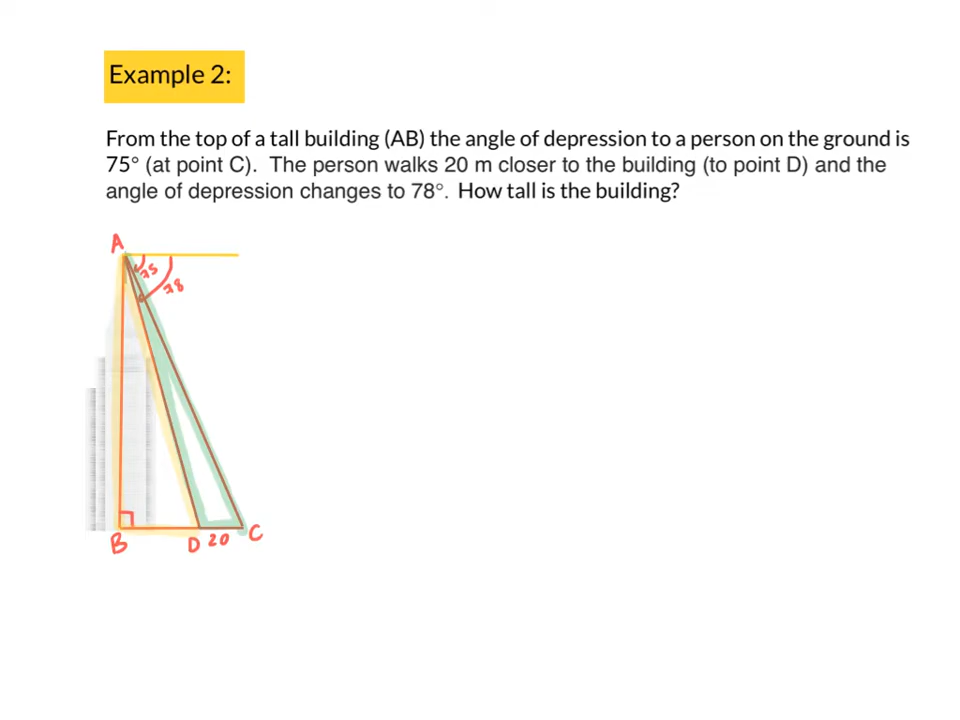 Example 2:
From the top of a tall building (AB) the angle of depression to a person on the ground is
75° (at point C). The person walks 20 m closer to the building (to point D) and the
angle of depression changes to 78°. How tall is the building?
A
75
78
B D 20 C